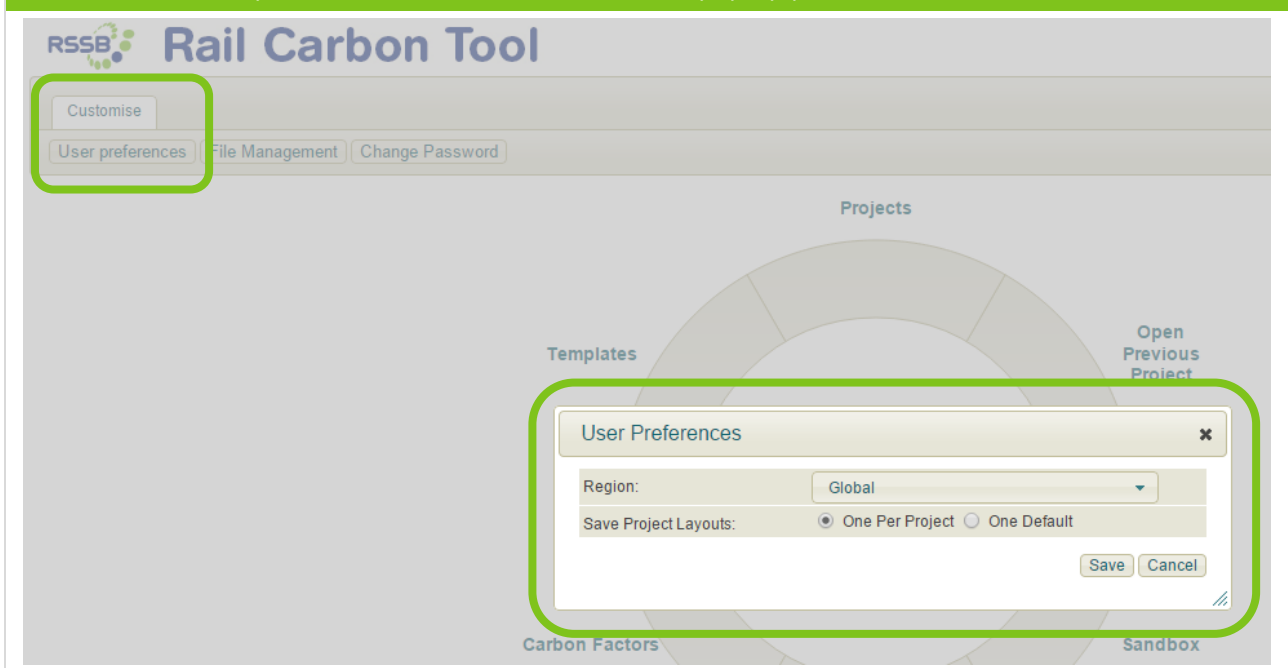 RSSB Rail Carbon Tool
Customise
User preferences File Management Change Password
Projects
Open
Previous
Project
Templates
User Preferences
Region: Global
Save Project Layouts: One Per Project One Default
Save Cancel
Carbon Factors Sandbox